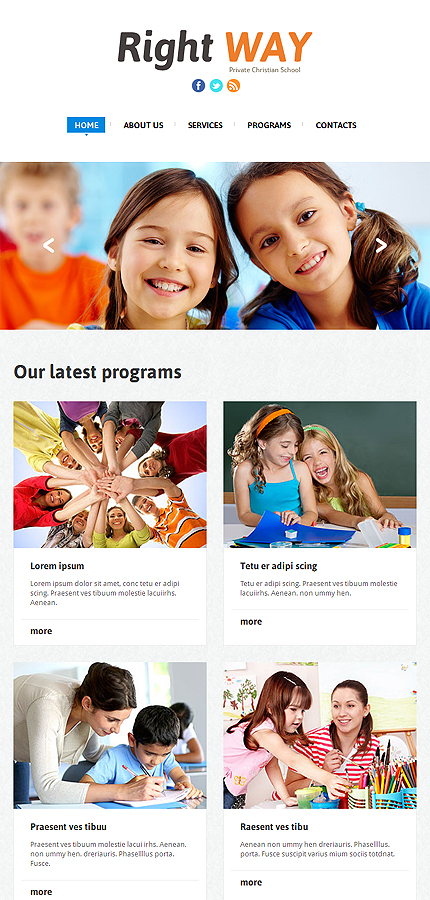 Right WAY
Private Christian School
HOME ABOUT US SERVICES PROGRAMS CONTACTS
Our latest programs
Lorem ipsum
Lorem ipsum dolor sit amet, conc tetu er adipi
scing. Praesent ves tibuum molestie lacuiirhs.
Aenean.
more
Tetu er adipi scing
Tetu er adipi scing. Praesent ves tibuum molestie
lacuiirhs. Aenean. non ummy hen.
more
Praesent ves tibuu
Praesent ves tibuum molestie lacui irhs. Aenean.
non ummy hen. dreriauris. Phasellllus porta.
Fusce.
more
Raesent ves tibu
Aenean non ummy hen dreriauris. Phasellllus.
porta. Fusce suscipit varius mium sociis totdnat.
more